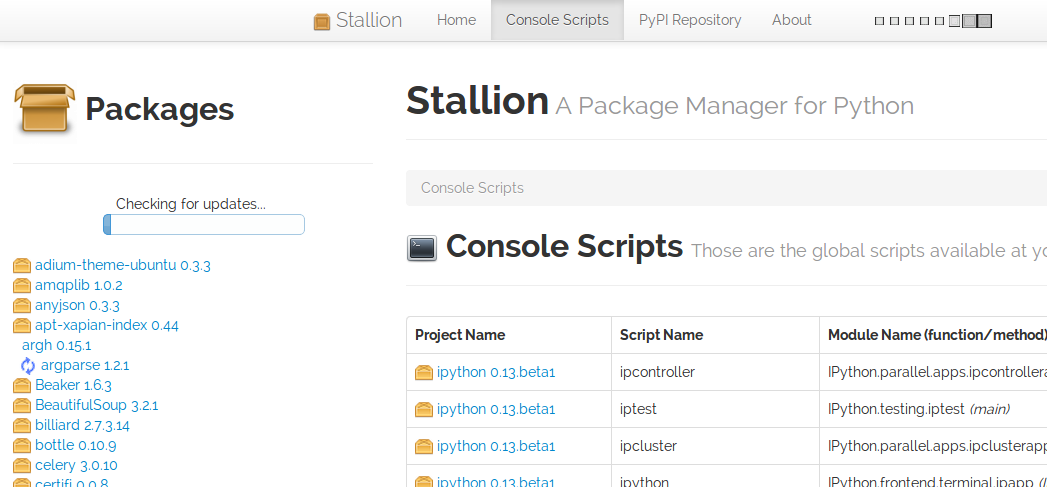 Stallion Home Console Scripts PyPI Repository About
Packages
Checking for updates...
adium-theme-ubuntu 0.3.3
amqplib 1.0.2
anyjson 0.3.3
apt-xapian-index 0.44
argh 0.15.1
argparse 1.2.1
Beaker 1.6.3
BeautifulSoup 3.2.1
billiard 2.7.3.14
bottle 0.10.9
celery 3.0.10
certifi 0.0.8
Stallion A Package Manager for Python
Console Scripts
Console Scripts Those are the global scripts available at
Project Name Script Name Module Name (function/method)
ipython 0.13.beta1 ipcontroller IPython.parallel.apps.ipcontrollera
ipython 0.13.beta1 iptest IPython.testing.iptest (main)
ipython 0.13.beta1 ipcluster IPython.parallel.apps.ipclusterapp
ipython 0.13.beta1 ipython IPython.frontend.terminal.ipapp